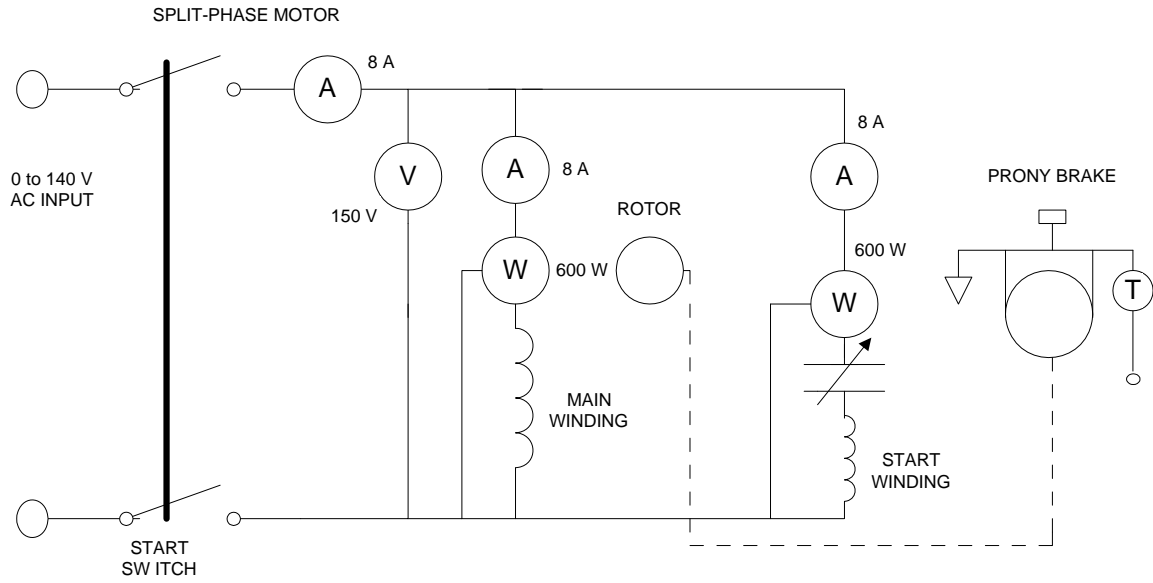 SPLIT-PHASE MOTOR
8 A
A
8 A
0 to 140 V
AC INPUT
V
150 V
A
8 A
A
PRONY BRAKE
ROTOR
W
600 W
600 W
W
T
MAIN
WINDING
START
WINDING
START
SW ITCH